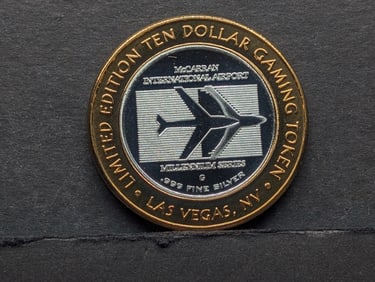 • LIMITED EDITION TEN DOLLAR GAMING TOKEN •
McCARRAN
INTERNATIONAL AIRPORT
MILLENNIUM SERIES
G
.999 FINE SILVER
LAS VEGAS, NV